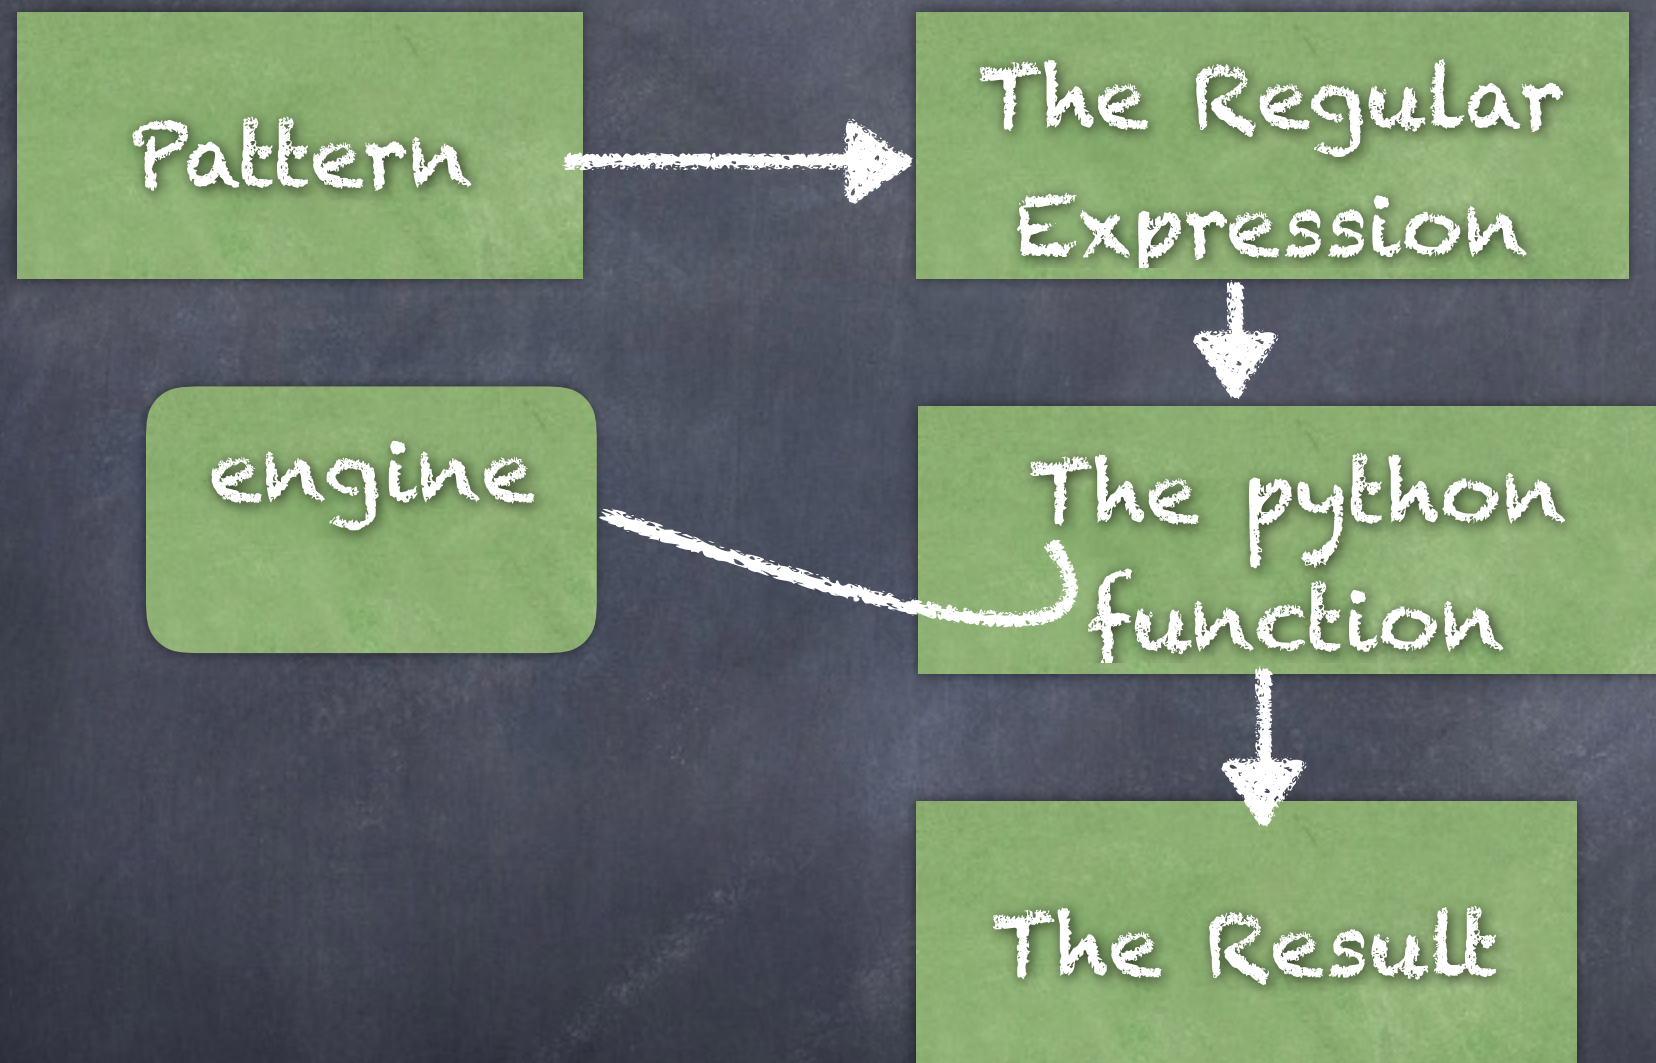 Pattern
The Regular
Expression
engine
The python
function
The Result